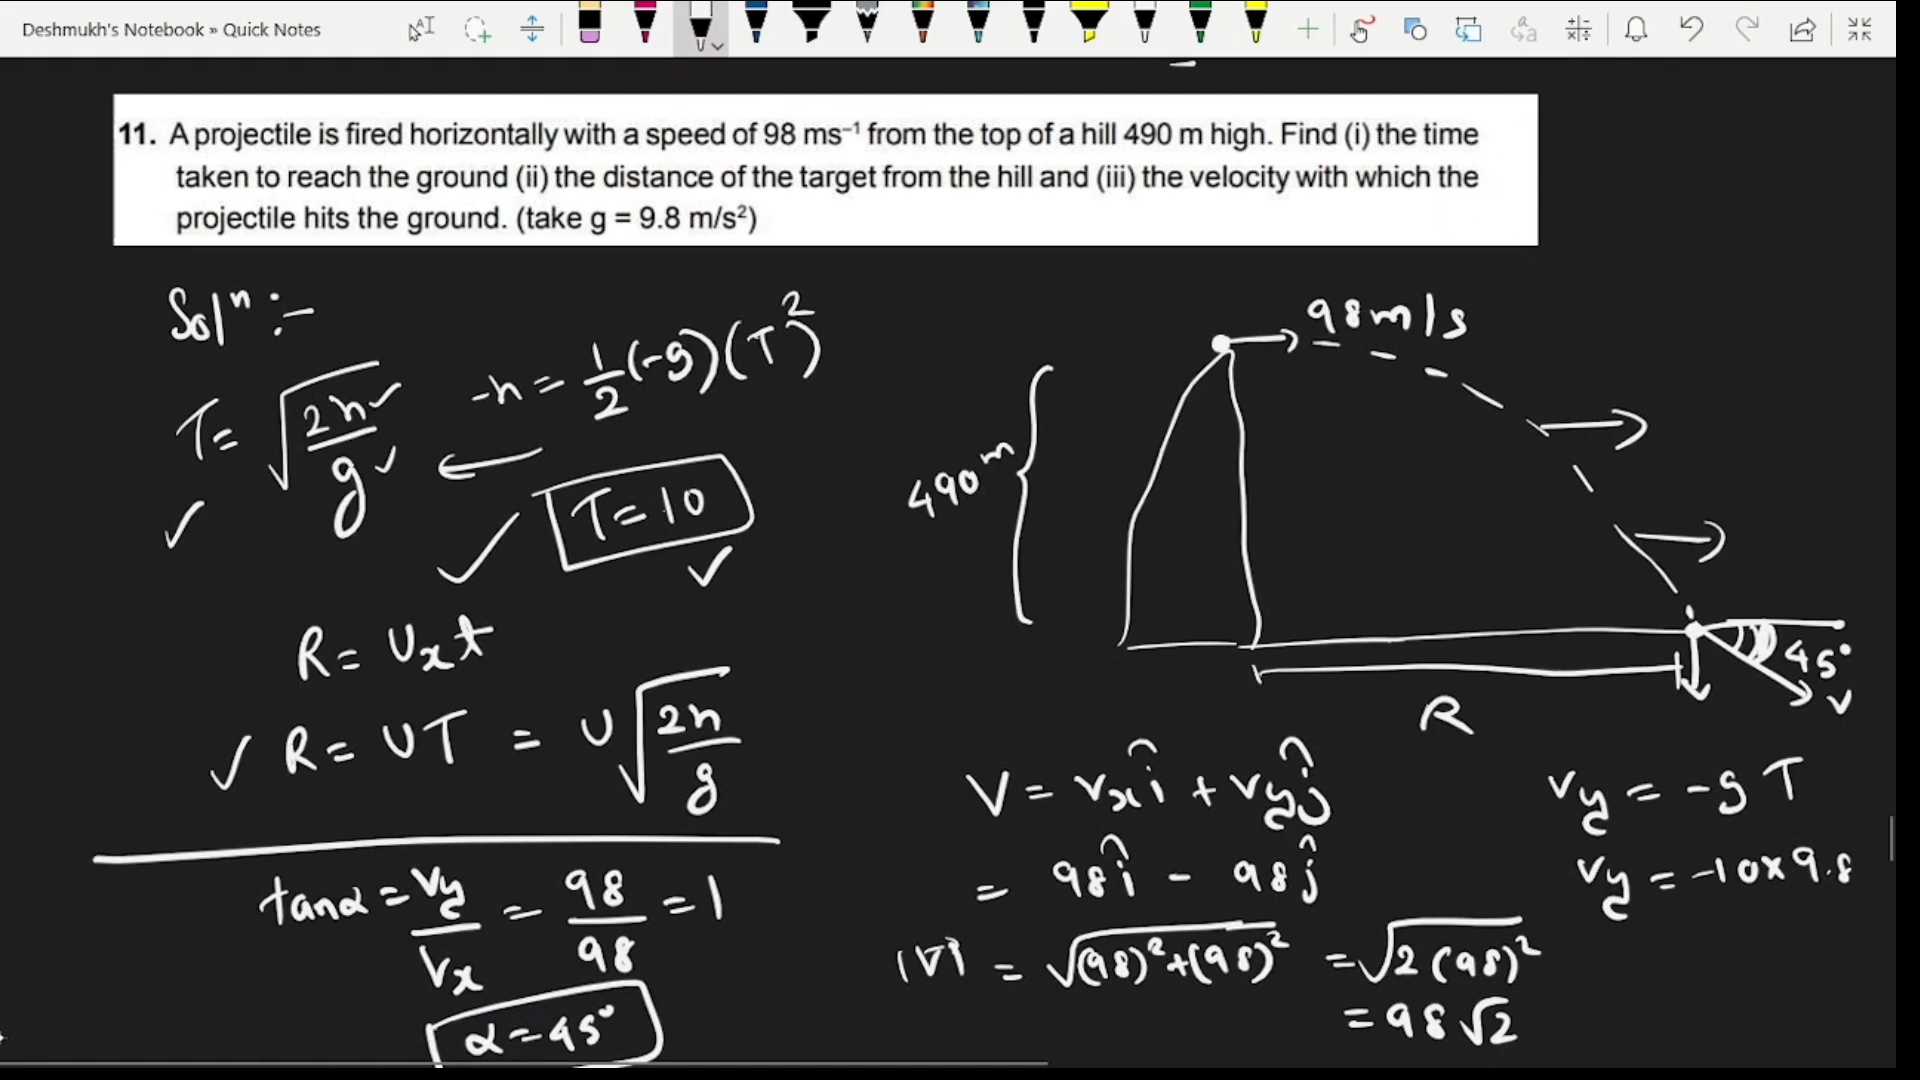 Deshmukh's Notebook » Quick Notes
11. A projectile is fired horizontally with a speed of 98 ms⁻¹ from the top of a hill 490 m high. Find (i) the time
taken to reach the ground (ii) the distance of the target from the hill and (iii) the velocity with which the
projectile hits the ground. (take g = 9.8 m/s²)
Solⁿ :-
-h = 1/2 (-g)(T)²
T = √(2h/g)
T = 10
R = Uₓt
R = UT = U√(2h/g)
tanα = Vy/Vx = 98/98 = 1
α = 45°
98 m/s
490 m
45°
V
R
V = Vxî + Vyĵ
= 98î - 98ĵ
|V| = √((98)²+(98)²) = √(2(98)²)
= 98√2
Vy = -gT
Vy = -10×9.8